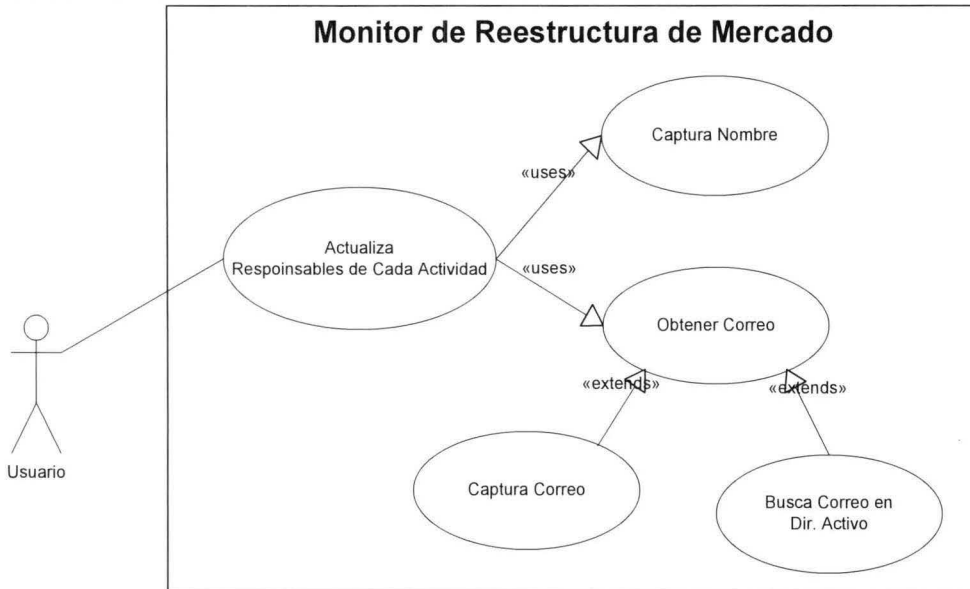 Monitor de Reestructura de Mercado
Captura Nombre
«uses»
Actualiza
Respoinsables de Cada Actividad
«uses»
Obtener Correo
«extends»
«extends»
Usuario
Captura Correo
Busca Correo en
Dir. Activo